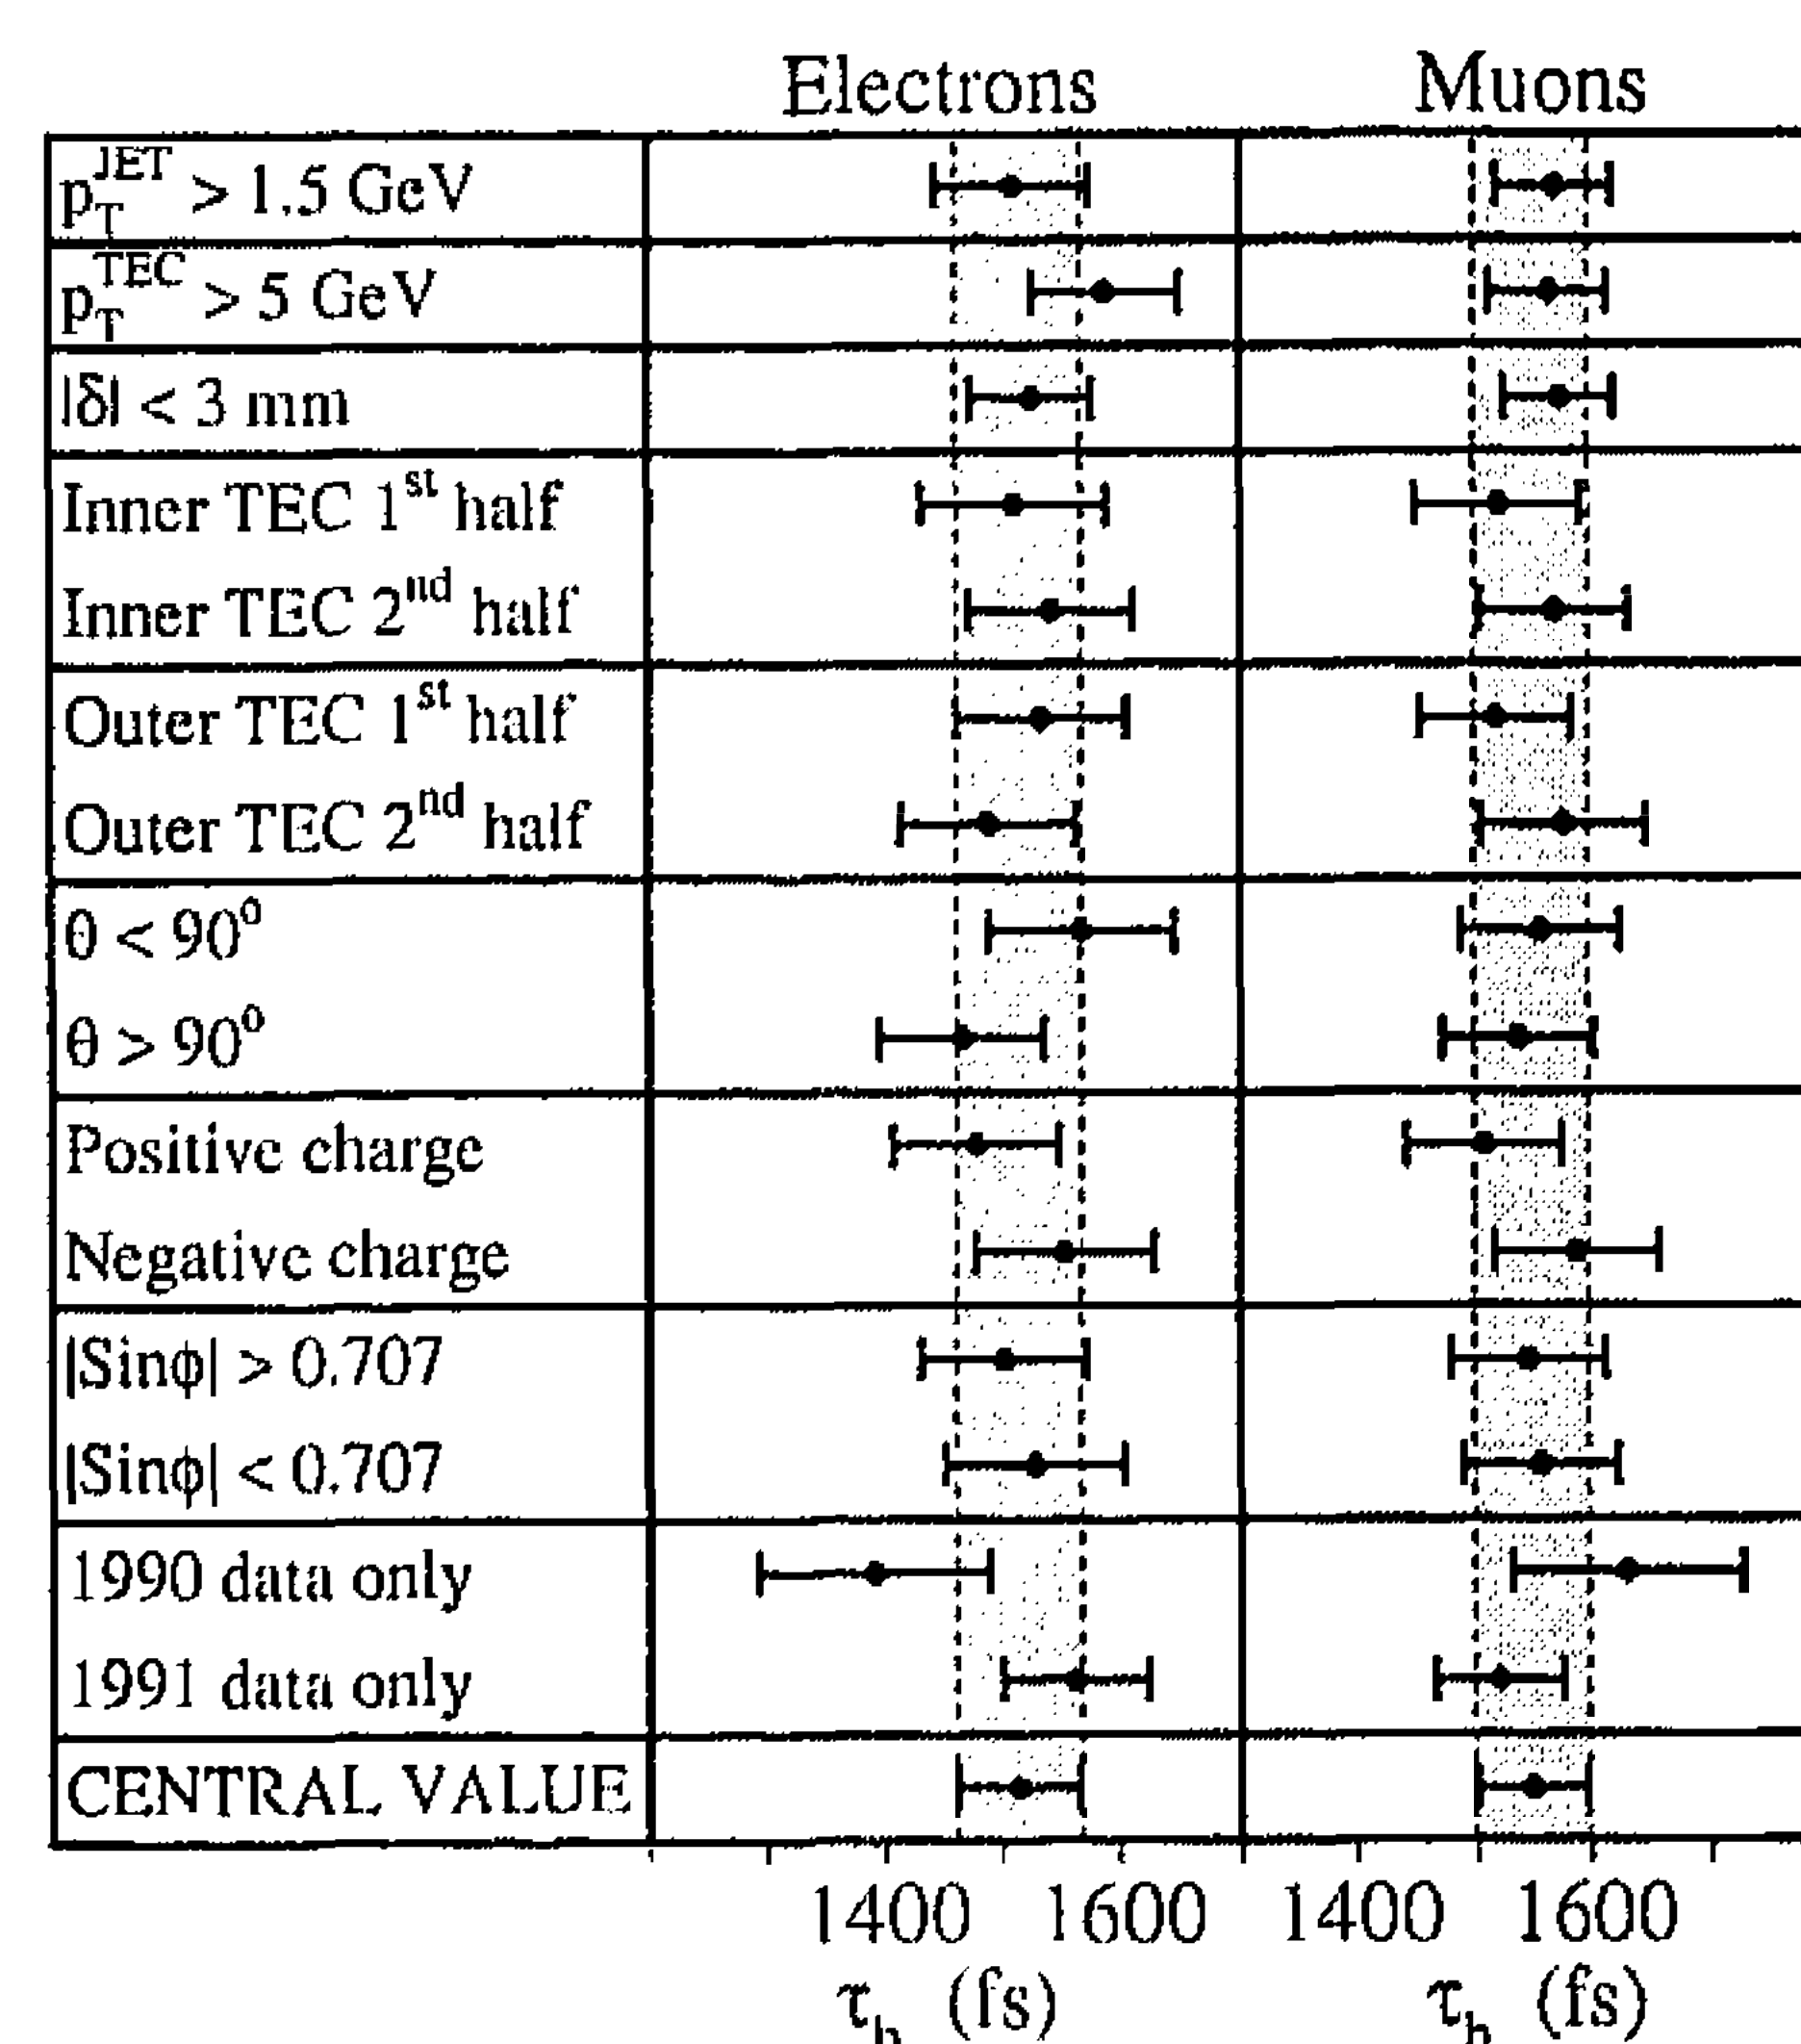 Electrons Muons
p_T^JET > 1.5 GeV
p_T^TEC > 5 GeV
|δ| < 3 mm
Inner TEC 1st half
Inner TEC 2nd half
Outer TEC 1st half
Outer TEC 2nd half
θ < 90⁰
θ > 90⁰
Positive charge
Negative charge
|Sinϕ| > 0.707
|Sinϕ| < 0.707
1990 data only
1991 data only
CENTRAL VALUE
1400 1600 1400 1600
τ_b (fs) τ_b (fs)